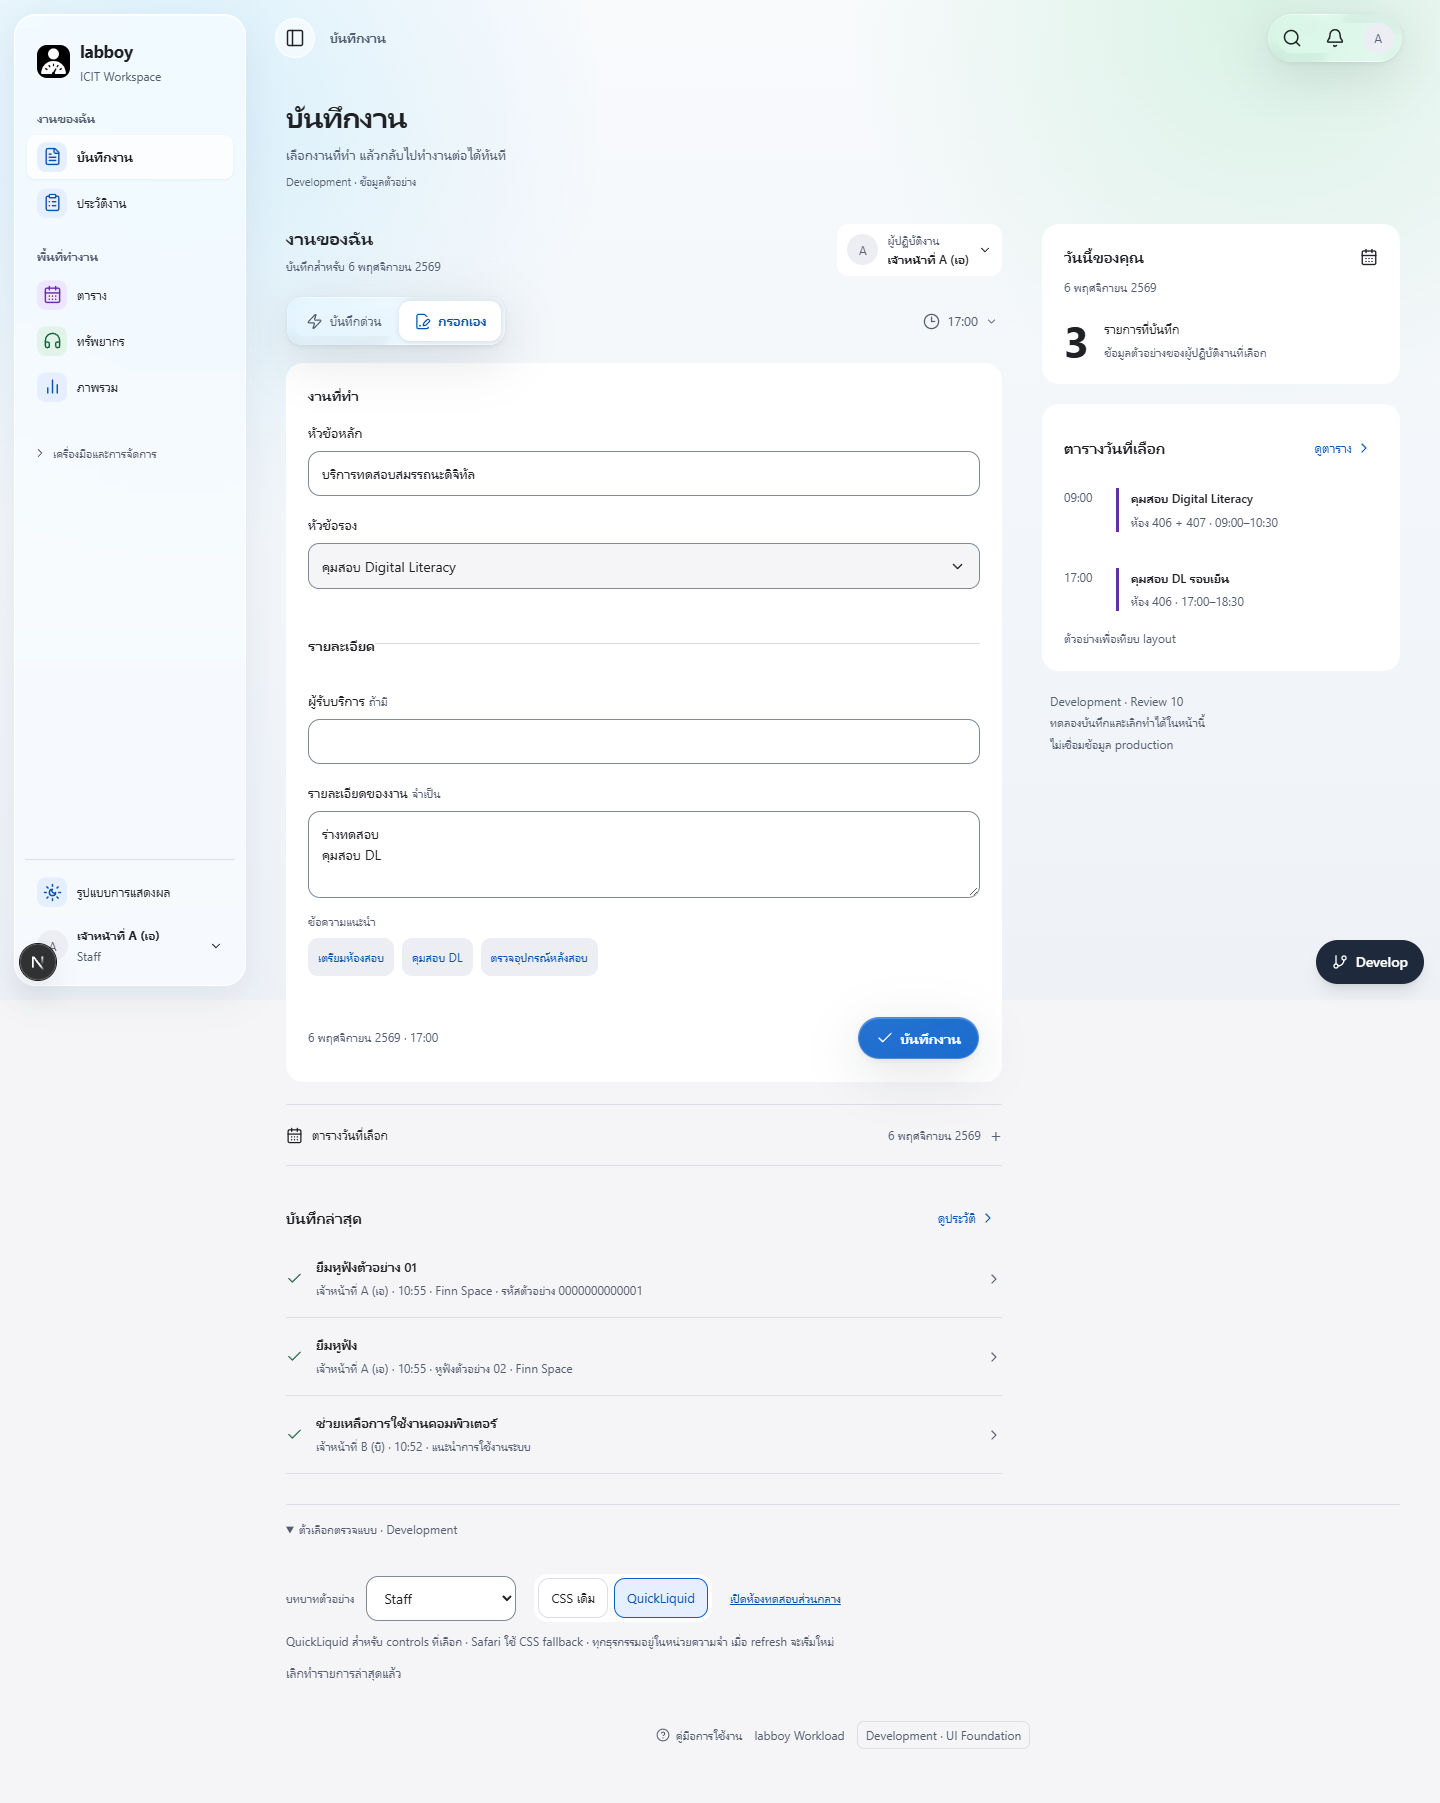 labboy
ICIT Workspace
งานของฉัน
บันทึกงาน
ประวัติงาน
พื้นที่ทำงาน
ตาราง
ทรัพยากร
ภาพรวม
เครื่องมือและการจัดการ
รูปแบบการแสดงผล
A
เจ้าหน้าที่ A (เอ)
Staff
N
บันทึกงาน
A
บันทึกงาน
เลือกงานที่ทำ แล้วกลับไปทำงานต่อได้ทันที
Development · ข้อมูลตัวอย่าง
งานของฉัน
บันทึกสำหรับ 6 พฤศจิกายน 2569
A
ผู้ปฏิบัติงาน
เจ้าหน้าที่ A (เอ)
บันทึกด่วน
กรอกเอง
17:00
งานที่ทำ
หัวข้อหลัก
บริการทดสอบสมรรถนะดิจิทัล
หัวข้อรอง
คุมสอบ Digital Literacy
รายละเอียด
ผู้รับบริการ ถ้ามี
รายละเอียดของงาน จำเป็น
ร่างทดสอบ
คุมสอบ DL
ข้อความแนะนำ
เตรียมห้องสอบ
คุมสอบ DL
ตรวจอุปกรณ์หลังสอบ
6 พฤศจิกายน 2569 · 17:00
บันทึกงาน
ตารางวันที่เลือก
6 พฤศจิกายน 2569
บันทึกล่าสุด
ดูประวัติ
ยืมหูฟังตัวอย่าง 01
เจ้าหน้าที่ A (เอ) · 10:55 · Finn Space · รหัสตัวอย่าง 0000000000001
ยืมหูฟัง
เจ้าหน้าที่ A (เอ) · 10:55 · หูฟังตัวอย่าง 02 · Finn Space
ช่วยเหลือการใช้งานคอมพิวเตอร์
เจ้าหน้าที่ B (บี) · 10:52 · แนะนำการใช้งานระบบ
วันนี้ของคุณ
6 พฤศจิกายน 2569
3
รายการที่บันทึก
ข้อมูลตัวอย่างของผู้ปฏิบัติงานที่เลือก
ตารางวันที่เลือก
ดูตาราง
09:00
คุมสอบ Digital Literacy
ห้อง 406 + 407 · 09:00–10:30
17:00
คุมสอบ DL รอบเย็น
ห้อง 406 · 17:00–18:30
ตัวอย่างเพื่อเทียบ layout
Development · Review 10
ทดลองบันทึกและเลิกทำได้ในหน้านี้
ไม่เชื่อมข้อมูล production
Develop
ตัวเลือกตรวจแบบ · Development
บทบาทตัวอย่าง
Staff
CSS เดิม
QuickLiquid
เปิดห้องทดสอบส่วนกลาง
QuickLiquid สำหรับ controls ที่เลือก · Safari ใช้ CSS fallback · ทุกธุรกรรมอยู่ในหน่วยความจำ เมื่อ refresh จะเริ่มใหม่
เลิกทำรายการล่าสุดแล้ว
คู่มือการใช้งาน
labboy Workload
Development · UI Foundation